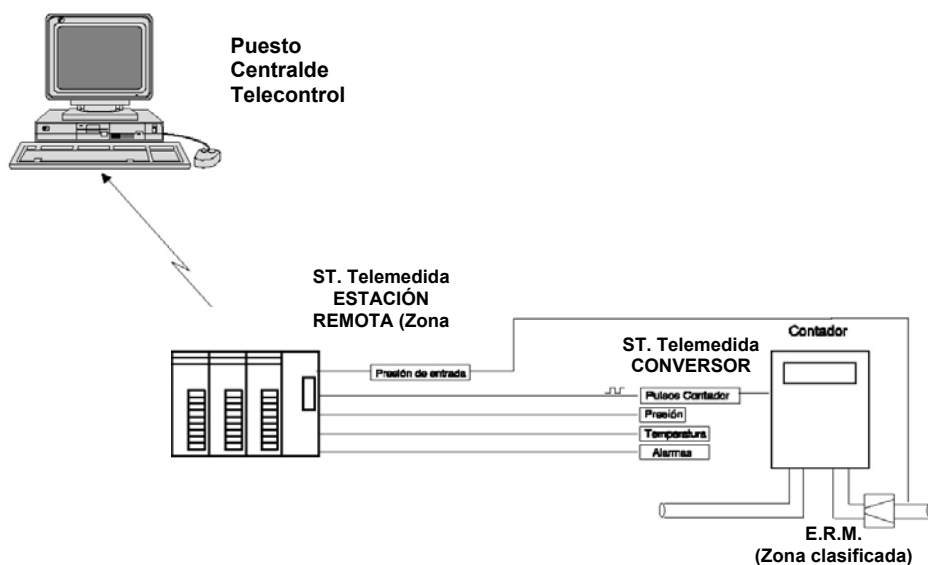 Puesto
Centralde
Telecontrol
ST. Telemedida
ESTACIÓN
REMOTA (Zona
Presión de entrada
ST. Telemedida
CONVERSOR
Contador
Pulsos Contador
Presión
Temperatura
Alarmas
E.R.M.
(Zona clasificada)